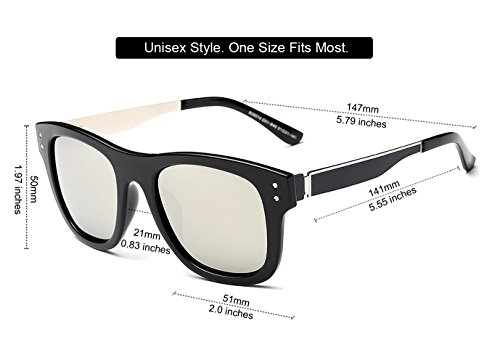 Unisex Style. One Size Fits Most.
147mm
5.79 inches
50mm
1.97 inches
141mm
5.55 inches
21mm
0.83 inches
51mm
2.0 inches